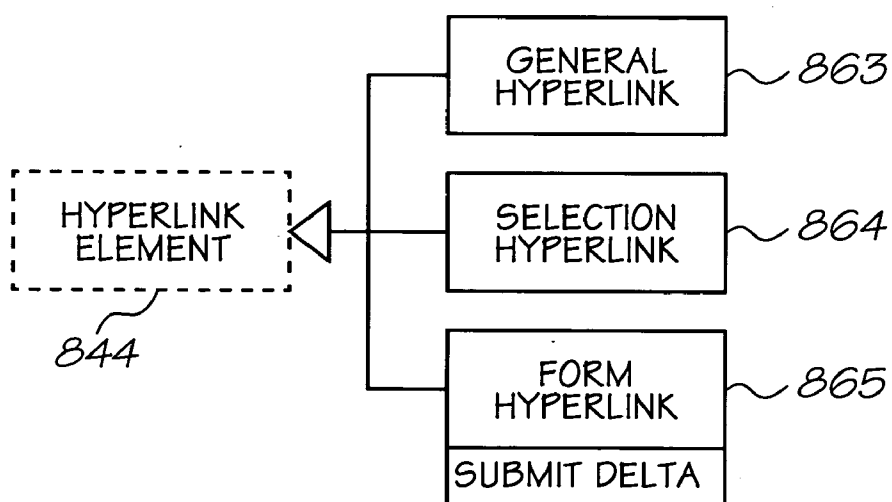 GENERAL
HYPERLINK
863
HYPERLINK
ELEMENT
844
SELECTION
HYPERLINK
864
FORM
HYPERLINK
865
SUBMIT DELTA